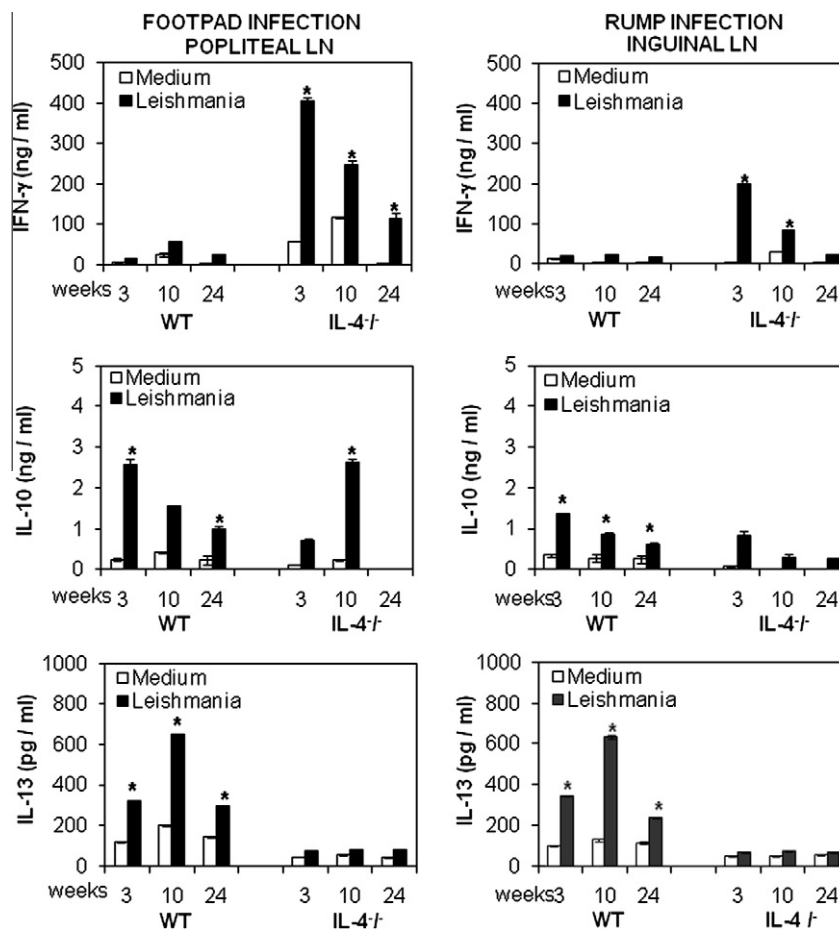 FOOTPAD INFECTION
POPLITEAL LN
RUMP INFECTION
INGUINAL LN
IFN-γ (ng / ml)
500
400
300
200
100
0
Medium
Leishmania
*
*
*
weeks 3 10 24 3 10 24
WT IL-4-/-
IFN-γ (ng / ml)
500
400
300
200
100
0
Medium
Leishmania
*
*
weeks 3 10 24 3 10 24
WT IL-4-/-
IL-10 (ng / ml)
5
4
3
2
1
0
Medium
Leishmania
* *
*
weeks 3 10 24 3 10 24
WT IL-4-/-
IL-10 (ng / ml)
5
4
3
2
1
0
Medium
Leishmania
*
*
*
weeks 3 10 24 3 10 24
WT IL-4-/-
IL-13 (pg / ml)
1000
800
600
400
200
0
Medium
Leishmania
*
*
*
weeks 3 10 24 3 10 24
WT IL-4-/-
IL-13 (pg / ml)
1000
800
600
400
200
0
Medium
Leishmania
*
*
*
weeks 3 10 24 3 10 24
WT IL-4-/-